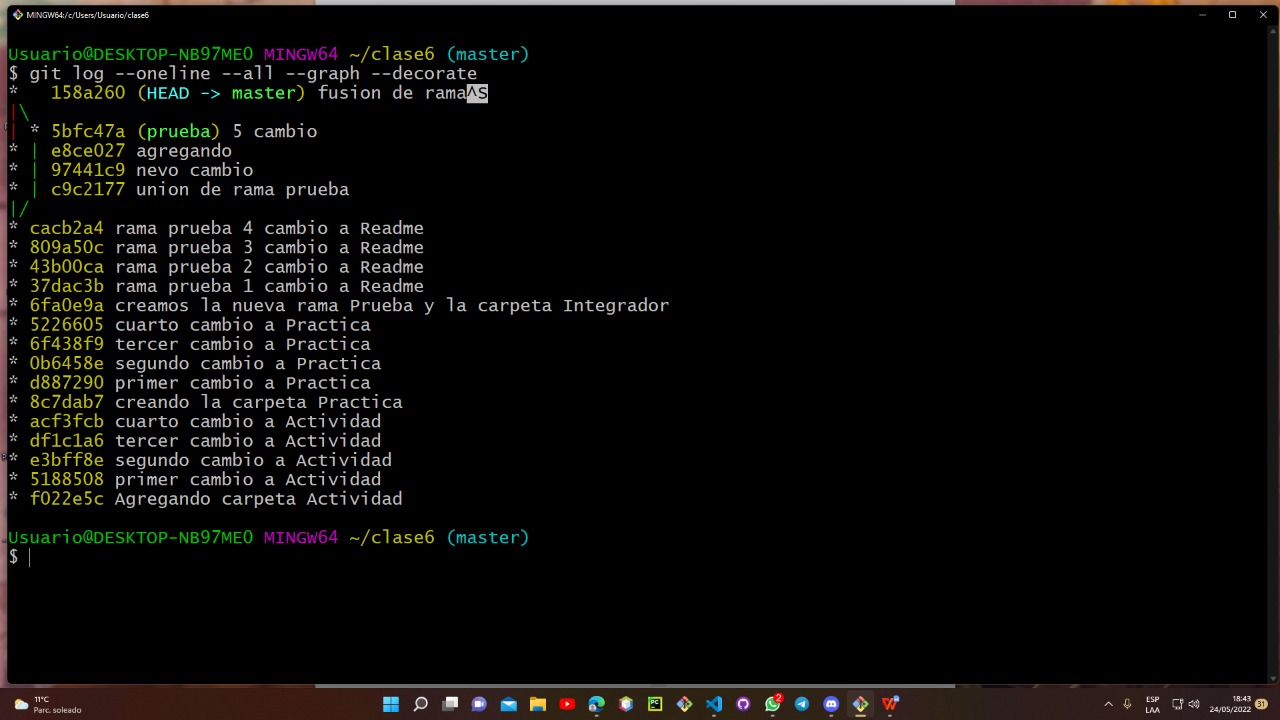 MINGW64:/c/Users/Usuario/clase6
Usuario@DESKTOP-NB97ME0 MINGW64 ~/clase6 (master)
$ git log --oneline --all --graph --decorate
*   158a260 (HEAD -> master) fusion de rama^S
|\
| * 5bfc47a (prueba) 5 cambio
* | e8ce027 agregando
* | 97441c9 nevo cambio
* | c9c2177 union de rama prueba
|/
* cacb2a4 rama prueba 4 cambio a Readme
* 809a50c rama prueba 3 cambio a Readme
* 43b00ca rama prueba 2 cambio a Readme
* 37dac3b rama prueba 1 cambio a Readme
* 6fa0e9a creamos la nueva rama Prueba y la carpeta Integrador
* 5226605 cuarto cambio a Practica
* 6f438f9 tercer cambio a Practica
* 0b6458e segundo cambio a Practica
* d887290 primer cambio a Practica
* 8c7dab7 creando la carpeta Practica
* acf3fcb cuarto cambio a Actividad
* df1c1a6 tercer cambio a Actividad
* e3bff8e segundo cambio a Actividad
* 5188508 primer cambio a Actividad
* f022e5c Agregando carpeta Actividad
Usuario@DESKTOP-NB97ME0 MINGW64 ~/clase6 (master)
$
11°C
Parc. soleado
PC
2
W
ESP
LAA
18:43
24/05/2022
31